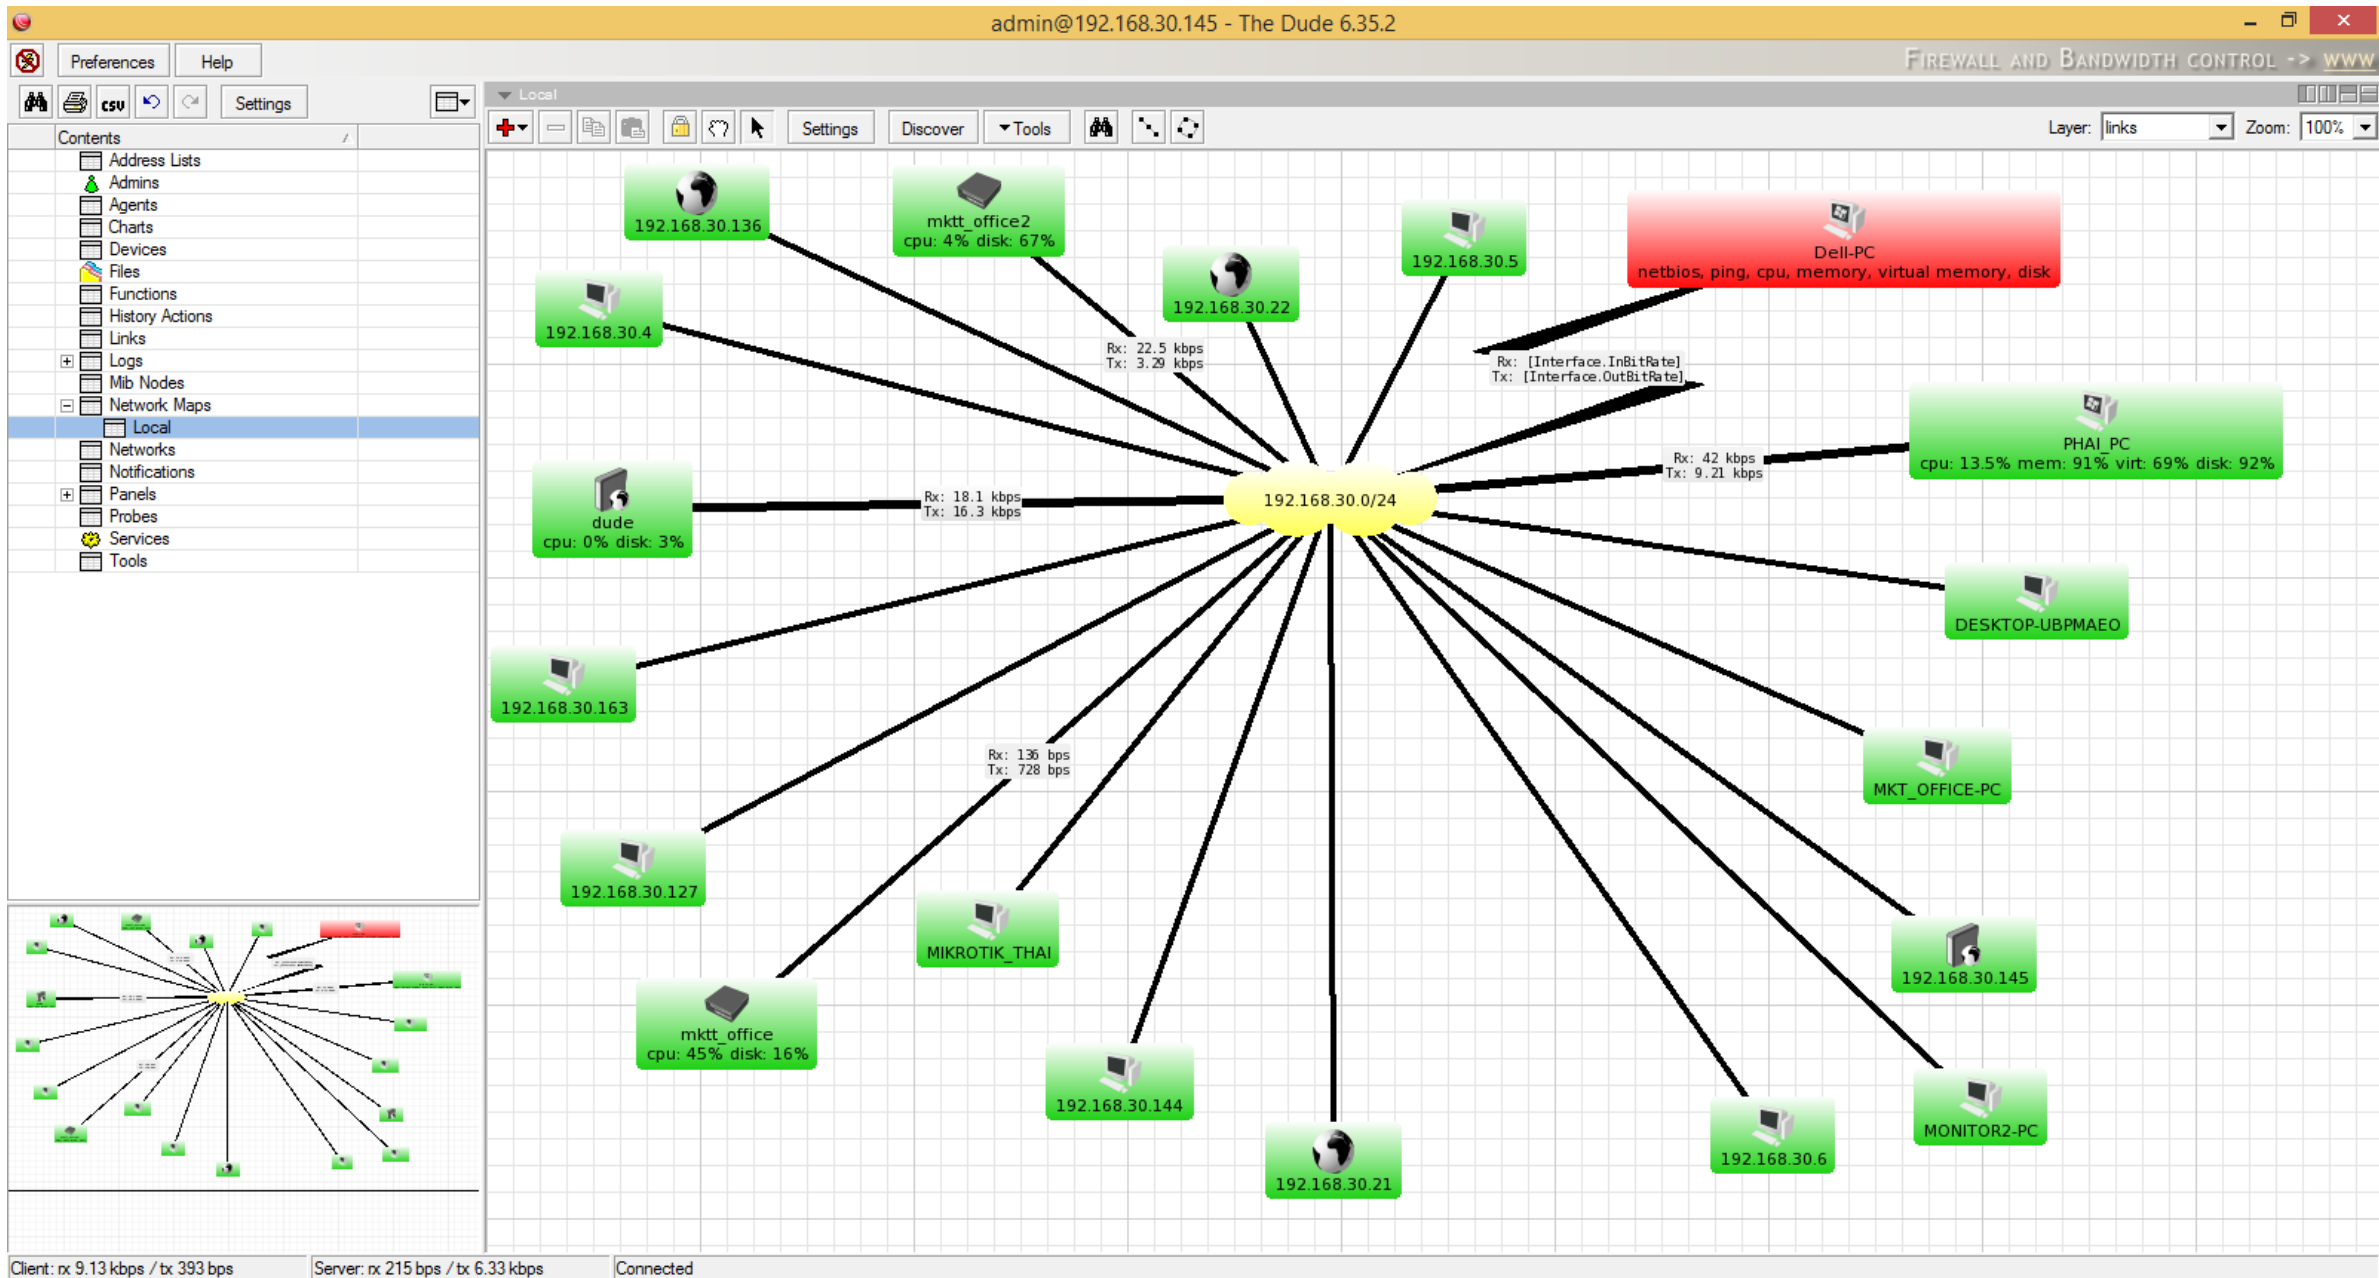 admin@192.168.30.145 - The Dude 6.35.2
Preferences
Help
Firewall and Bandwidth control -> www
csv
Settings
Local
Settings
Discover
Tools
Layer:
links
Zoom:
100%
Contents
Address Lists
Admins
Agents
Charts
Devices
Files
Functions
History Actions
Links
Logs
Mib Nodes
Network Maps
Local
Networks
Notifications
Panels
Probes
Services
Tools
192.168.30.136
mktt_office2
cpu: 4% disk: 67%
192.168.30.22
192.168.30.5
Dell-PC
netbios, ping, cpu, memory, virtual memory, disk
192.168.30.4
Rx: 22.5 kbps
Tx: 3.29 kbps
Rx: [Interface.InBitRate]
Tx: [Interface.OutBitRate]
PHAI_PC
cpu: 13.5% mem: 91% virt: 69% disk: 92%
Rx: 42 kbps
Tx: 9.21 kbps
192.168.30.0/24
Rx: 18.1 kbps
Tx: 16.3 kbps
dude
cpu: 0% disk: 3%
DESKTOP-UBPMAEO
192.168.30.163
Rx: 136 bps
Tx: 728 bps
MKT_OFFICE-PC
192.168.30.127
MIKROTIK_THAI
192.168.30.145
mktt_office
cpu: 45% disk: 16%
192.168.30.144
MONITOR2-PC
192.168.30.6
192.168.30.21
Client: rx 9.13 kbps / tx 393 bps
Server: rx 215 bps / tx 6.33 kbps
Connected